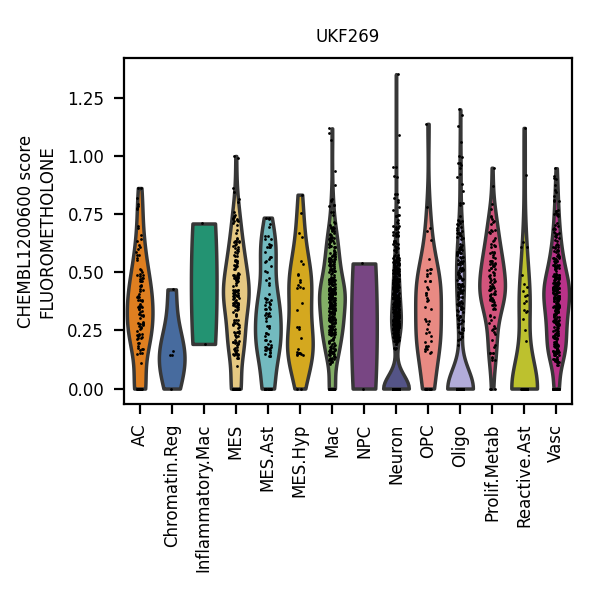 UKF269
CHEMBL1200600 score
FLUOROMETHOLONE
1.25
1.00
0.75
0.50
0.25
0.00
AC
Chromatin.Reg
Inflammatory.Mac
MES
MES.Ast
MES.Hyp
Mac
NPC
Neuron
OPC
Oligo
Prolif.Metab
Reactive.Ast
Vasc